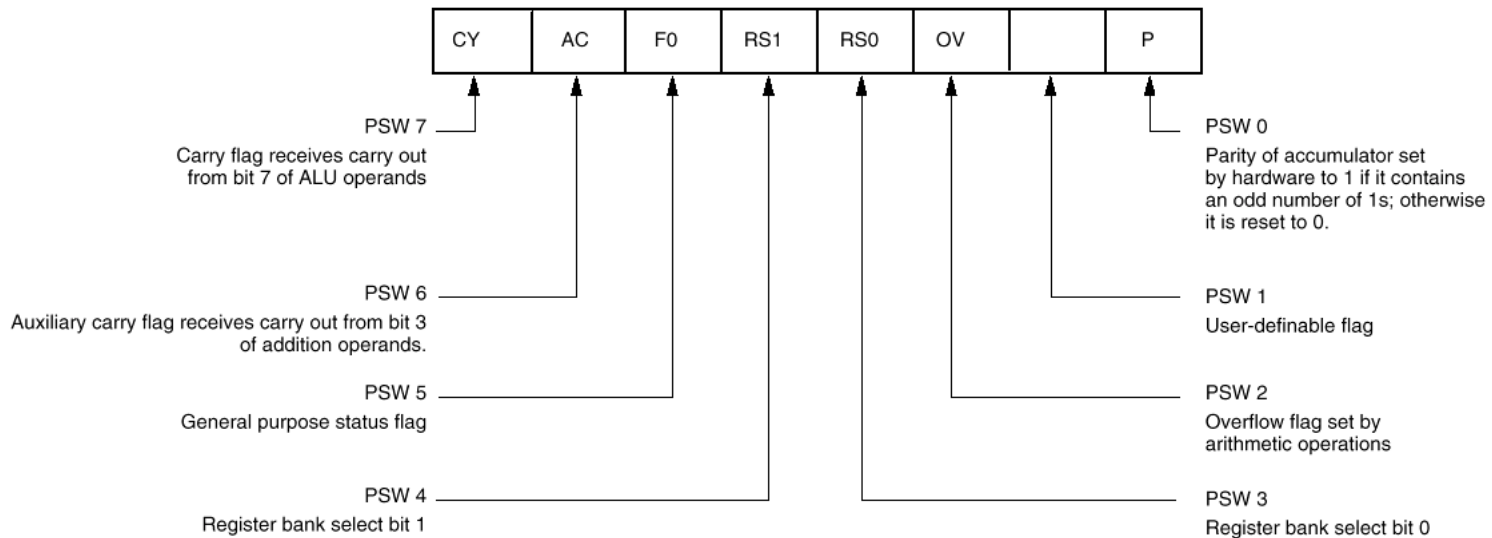 CY AC F0 RS1 RS0 OV P
PSW 7
Carry flag receives carry out
from bit 7 of ALU operands
PSW 0
Parity of accumulator set
by hardware to 1 if it contains
an odd number of 1s; otherwise
it is reset to 0.
PSW 6
Auxiliary carry flag receives carry out from bit 3
of addition operands.
PSW 1
User-definable flag
PSW 5
General purpose status flag
PSW 2
Overflow flag set by
arithmetic operations
PSW 4
Register bank select bit 1
PSW 3
Register bank select bit 0